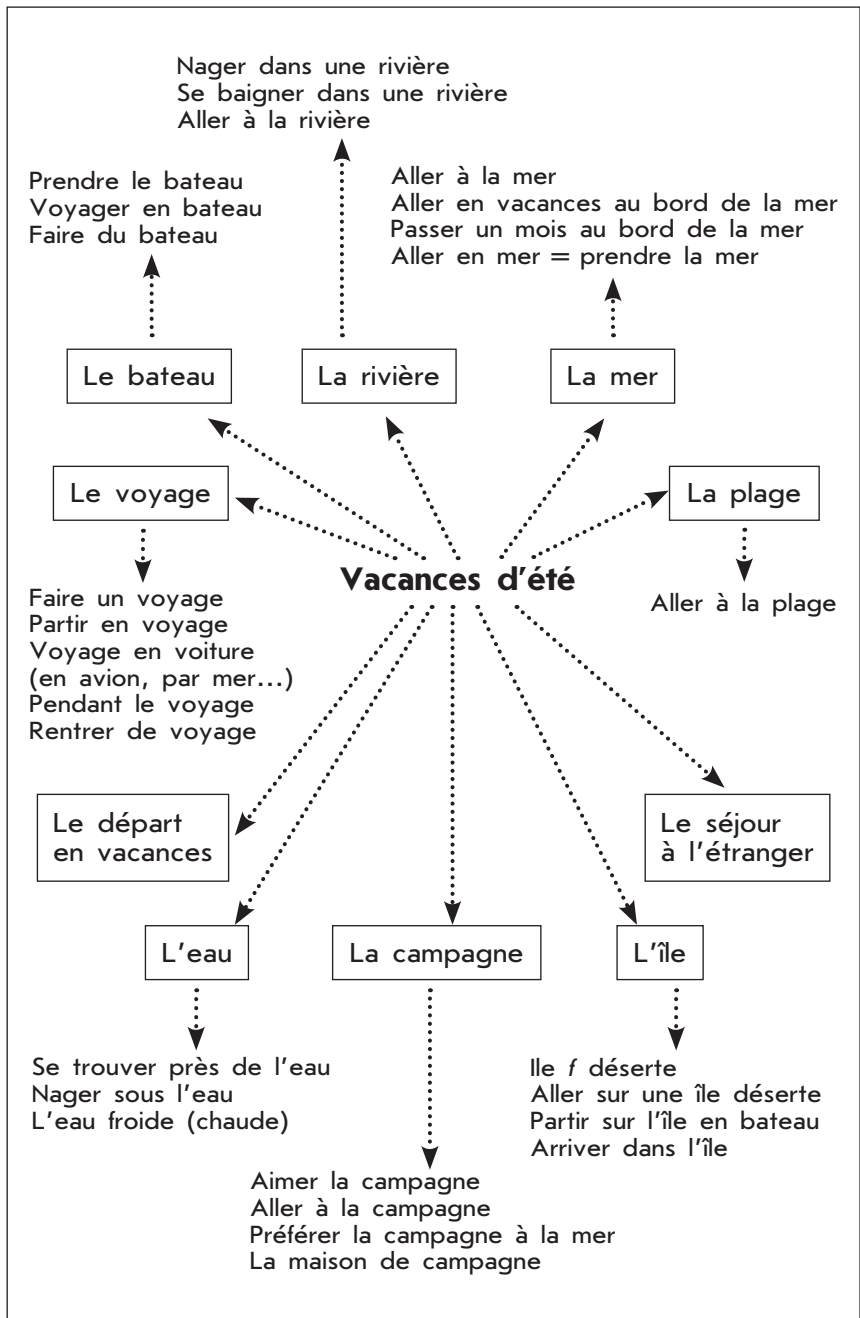 Nager dans une rivière
Se baigner dans une rivière
Aller à la rivière
Prendre le bateau
Voyager en bateau
Faire du bateau
Aller à la mer
Aller en vacances au bord de la mer
Passer un mois au bord de la mer
Aller en mer = prendre la mer
Le bateau
La rivière
La mer
Le voyage
La plage
Vacances d'été
Faire un voyage
Partir en voyage
Voyage en voiture
(en avion, par mer...)
Pendant le voyage
Rentrer de voyage
Aller à la plage
Le départ
en vacances
Le séjour
à l'étranger
L'eau
La campagne
L'île
Se trouver près de l'eau
Nager sous l'eau
L'eau froide (chaude)
Ile f déserte
Aller sur une île déserte
Partir sur l'île en bateau
Arriver dans l'île
Aimer la campagne
Aller à la campagne
Préférer la campagne à la mer
La maison de campagne